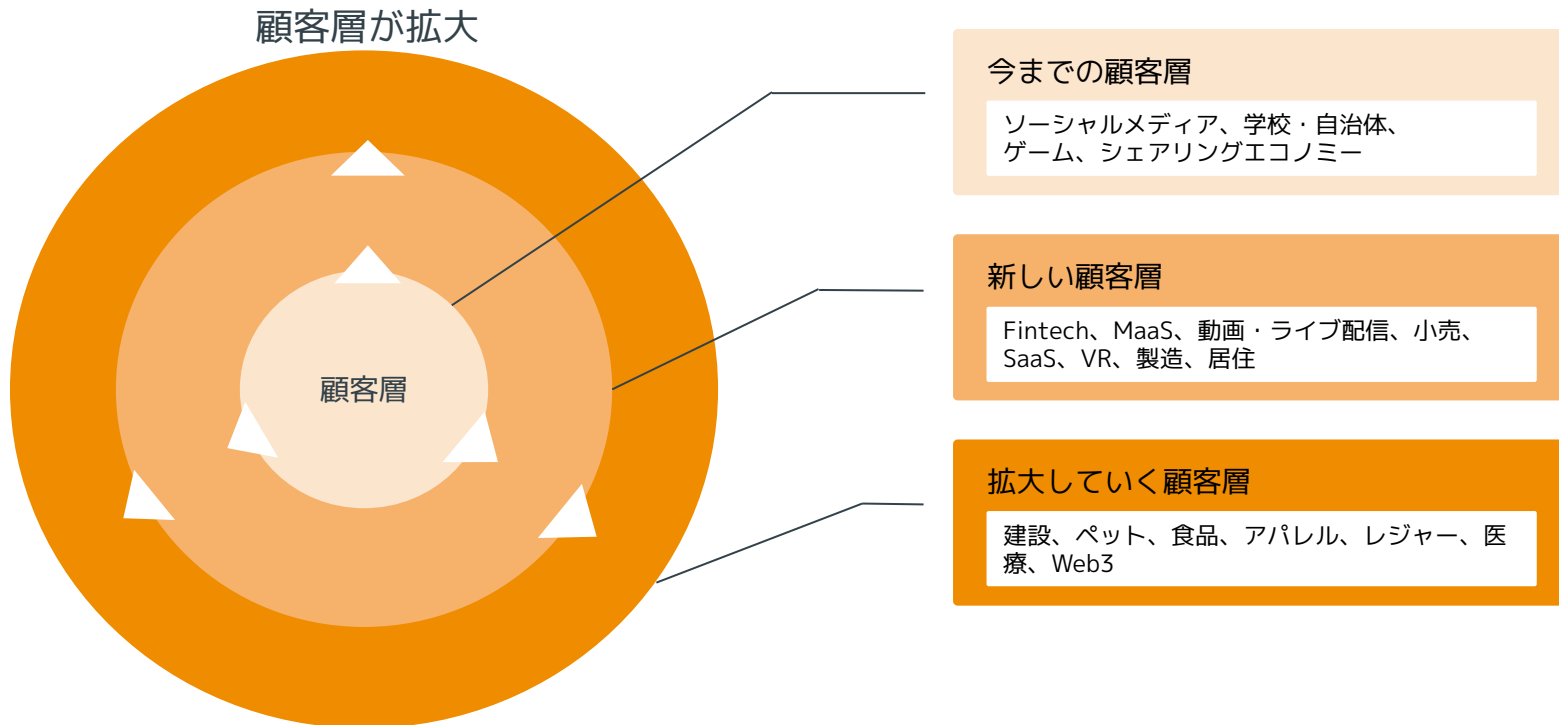 顧客層が拡大
顧客層
今までの顧客層
ソーシャルメディア、学校・自治体、
ゲーム、シェアリングエコノミー
新しい顧客層
Fintech、MaaS、動画・ライブ配信、小売、
SaaS、VR、製造、居住
拡大していく顧客層
建設、ペット、食品、アパレル、レジャー、医
療、Web3